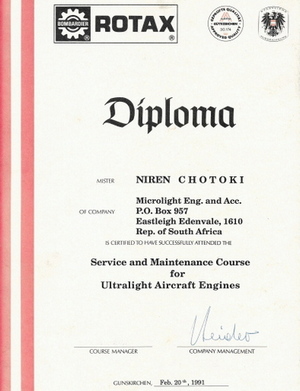 BOMBARDIER
ROTAX
®
®
Diploma
MISTER NIREN CHOTOKI
OF COMPANY
Microlight Eng. and Acc.
P.O. Box 957
Eastleigh Edenvale, 1610
Rep. of South Africa
IS CERTIFIED TO HAVE SUCCESSFULLY ATTENDED THE
Service and Maintenance Course
for
Ultralight Aircraft Engines
COURSE MANAGER
COMPANY MANAGEMENT
GUNSKIRCHEN, Feb. 20th, 1991